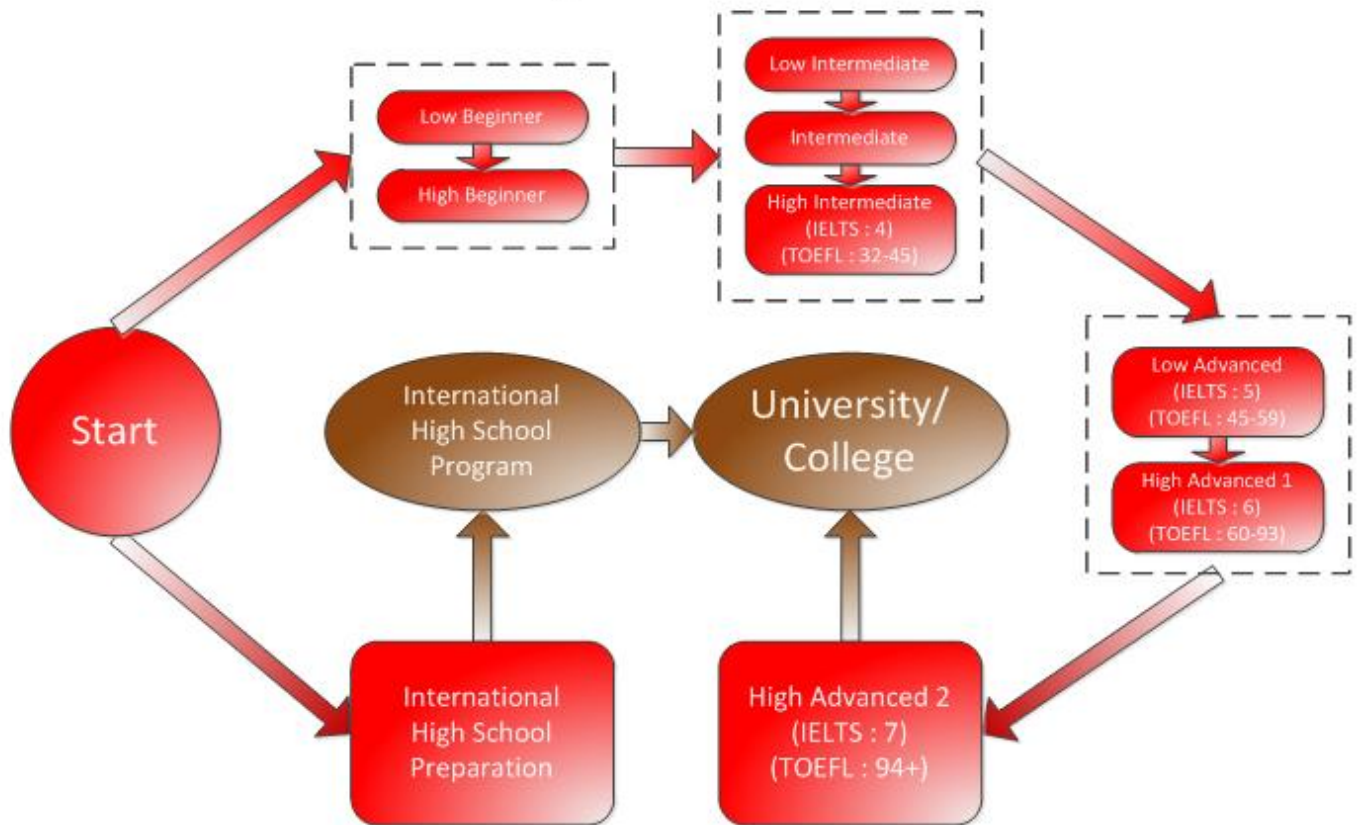 Low Intermediate
Low Beginner
Intermediate
High Beginner
High Intermediate
(IELTS : 4)
(TOEFL : 32-45)
Low Advanced
(IELTS : 5)
(TOEFL : 45-59)
Start
International
High School
Program
University/
College
High Advanced 1
(IELTS : 6)
(TOEFL : 60-93)
International
High School
Preparation
High Advanced 2
(IELTS : 7)
(TOEFL : 94+)